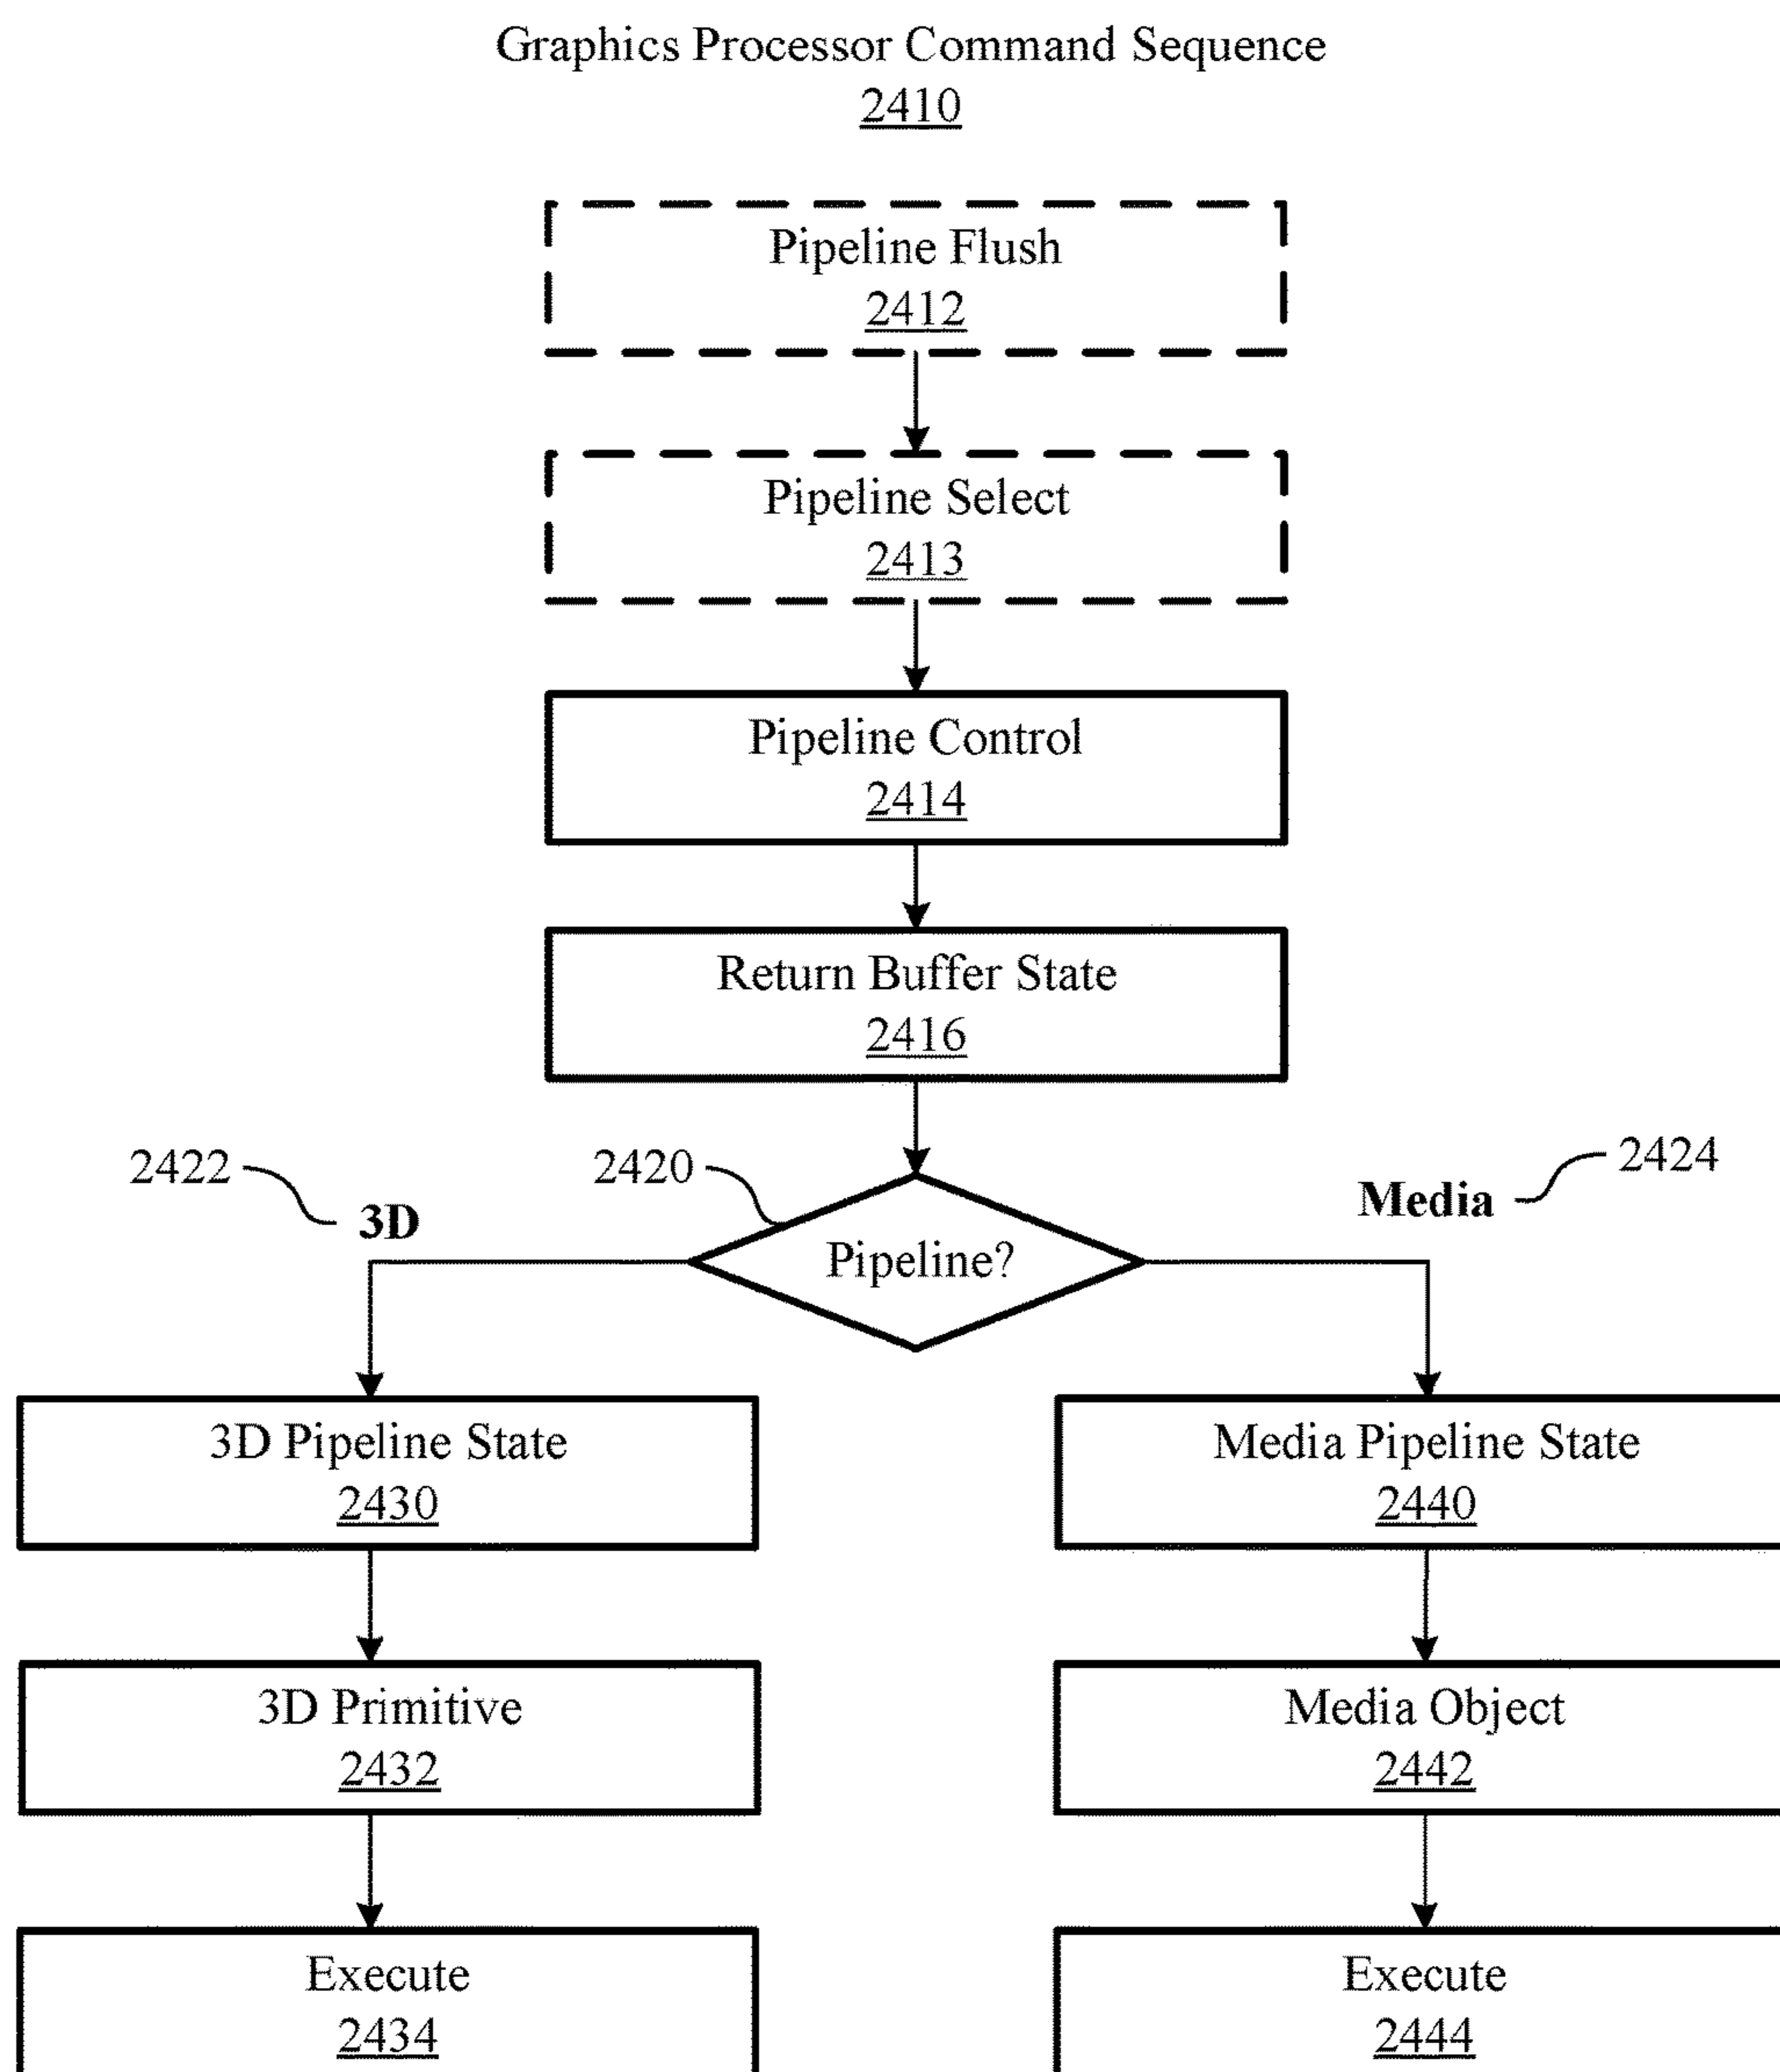 Graphics Processor Command Sequence
2410
Pipeline Flush
2412
Pipeline Select
2413
Pipeline Control
2414
Return Buffer State
2416
2422
3D
2420
Pipeline?
Media
2424
3D Pipeline State
2430
Media Pipeline State
2440
3D Primitive
2432
Media Object
2442
Execute
2434
Execute
2444